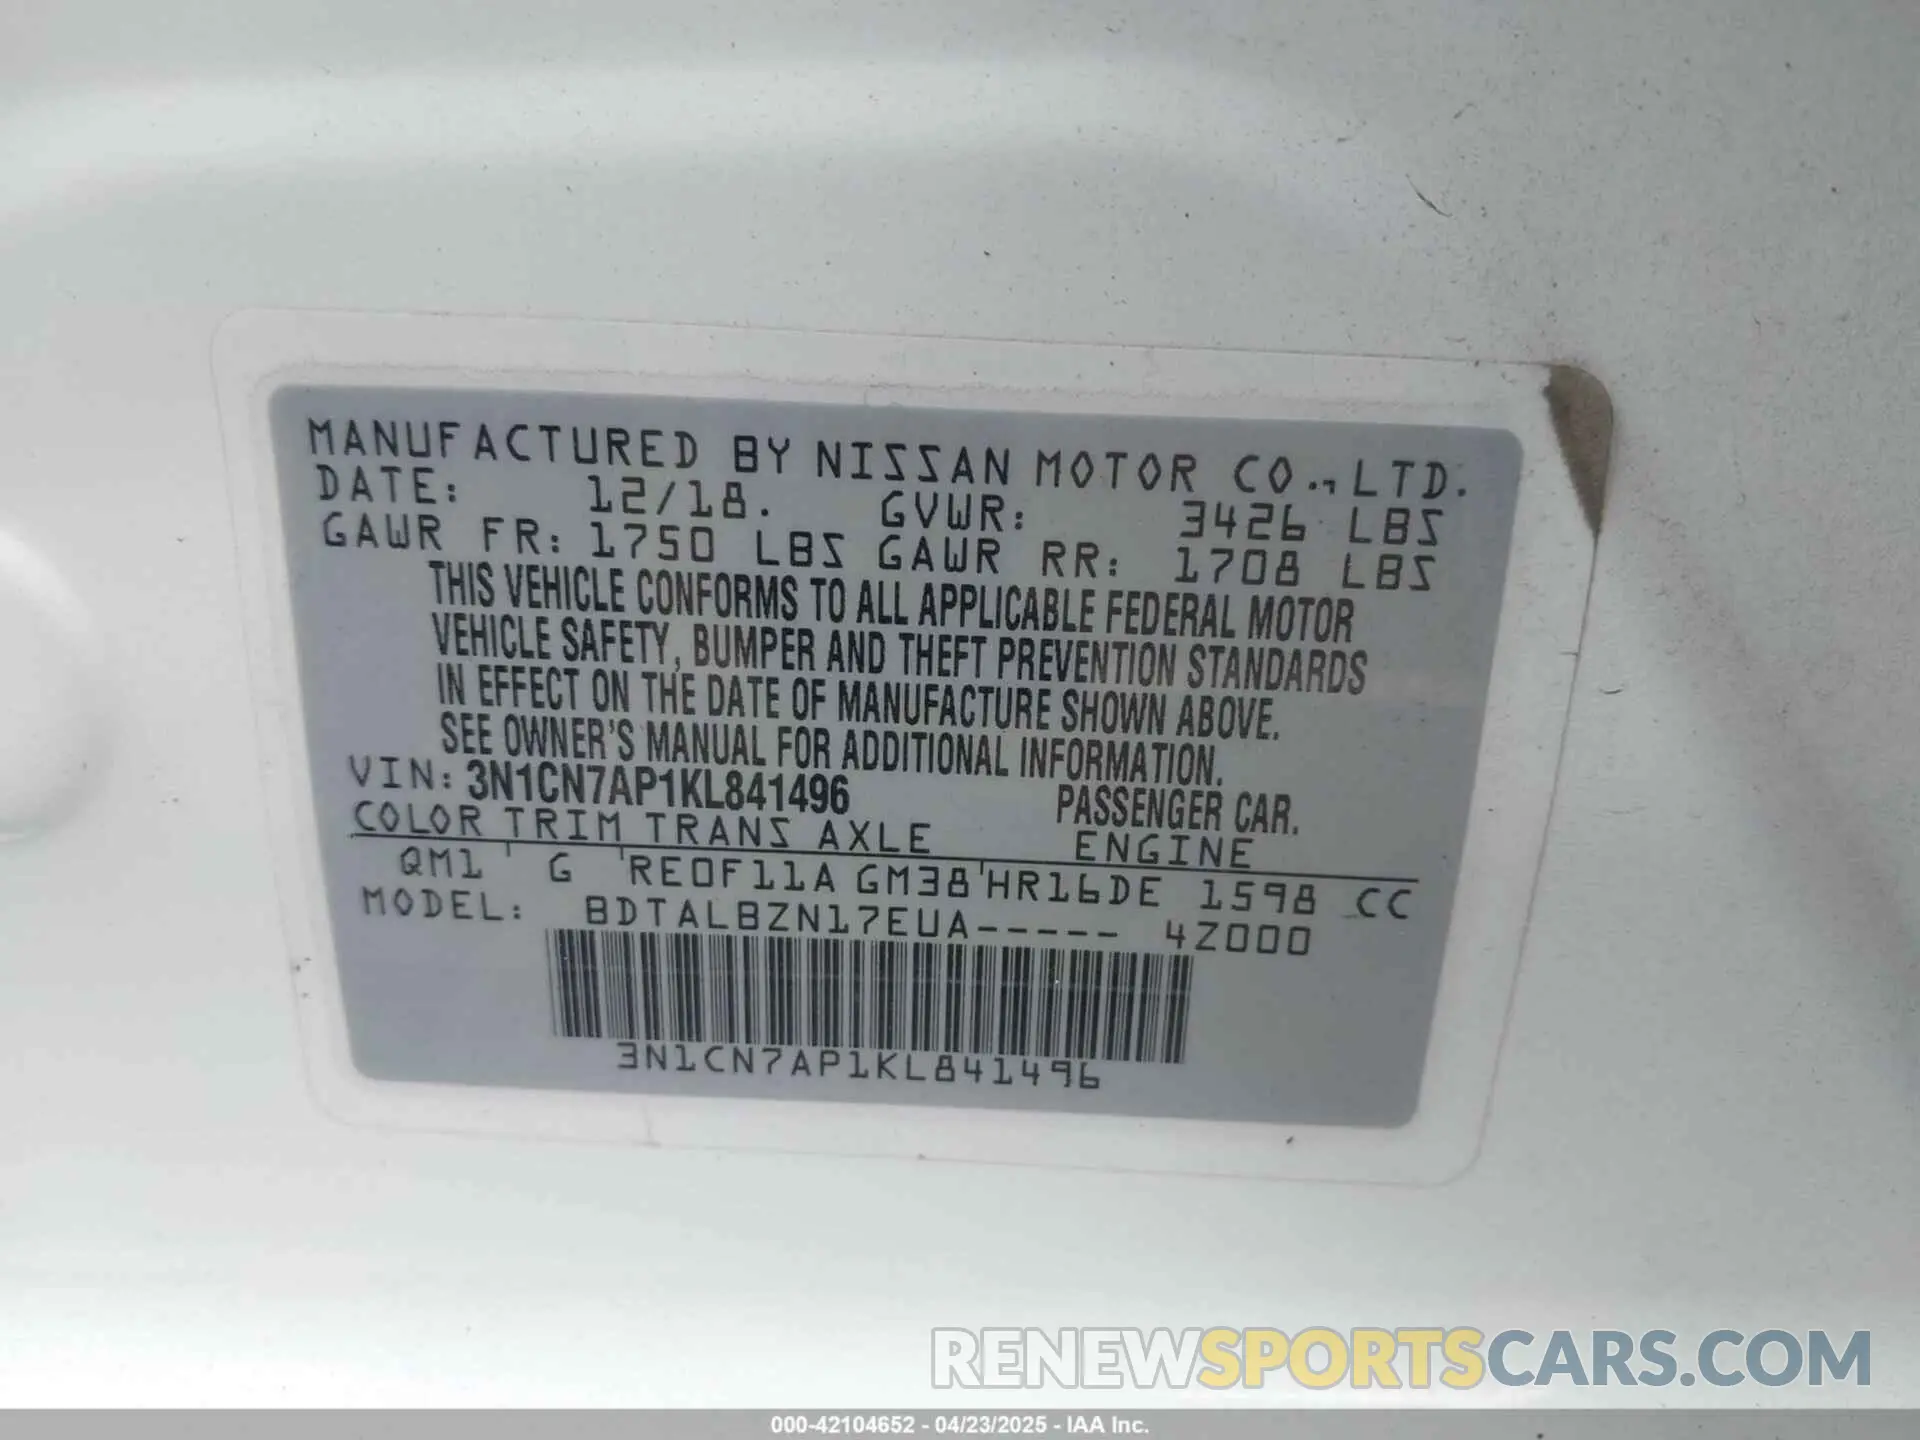 MANUFACTURED BY NISSAN MOTOR CO., LTD.
DATE: 12/18. GVWR: 3426 LBS
GAWR FR: 1750 LBS GAWR RR: 1708 LBS
THIS VEHICLE CONFORMS TO ALL APPLICABLE FEDERAL MOTOR
VEHICLE SAFETY, BUMPER AND THEFT PREVENTION STANDARDS
IN EFFECT ON THE DATE OF MANUFACTURE SHOWN ABOVE.
SEE OWNER'S MANUAL FOR ADDITIONAL INFORMATION.
VIN: 3N1CN7AP1KL841496 PASSENGER CAR.
COLOR TRIM TRANS AXLE ENGINE
QM1 G RE0F11A GM38 HR16DE 1598 CC
MODEL: BDTALBZN17EUA----- 4Z000
3N1CN7AP1KL841496
RENEWSPORTSCARS.COM
000-42104652 - 04/23/2025 - IAA Inc.